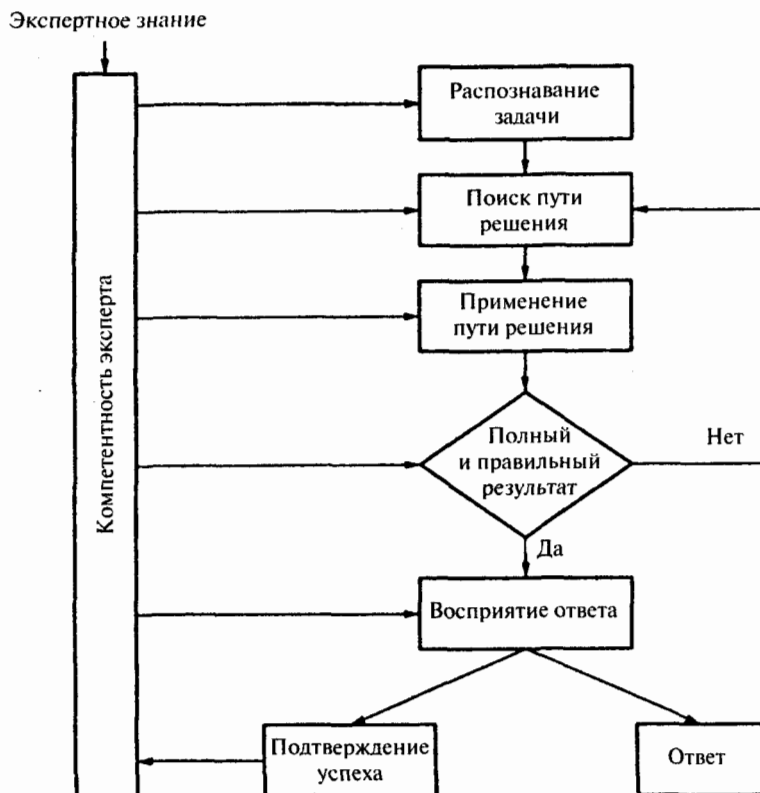 Экспертное знание
Компетентность эксперта
Распознавание
задачи
Поиск пути
решения
Применение
пути решения
Полный
и правильный
результат
Нет
Да
Восприятие ответа
Подтверждение
успеха
Ответ